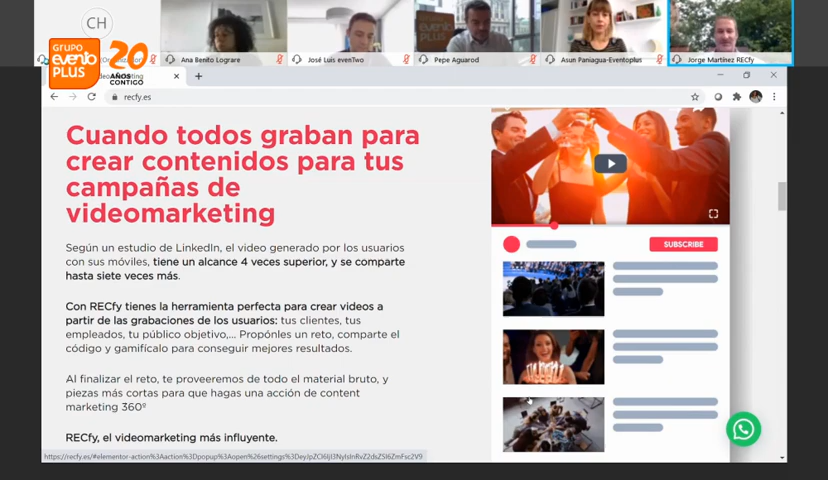 CH
GRUPO
evento
PLUS
20
AÑOS
CONTIGO
Ana Benito Lograre
José Luis evenTwo
Pepe Aguarod
Asun Paniagua-Eventoplus
Jorge Martínez RECfy
recfy.es
Cuando todos graban para
crear contenidos para tus
campañas de
videomarketing
Según un estudio de LinkedIn, el video generado por los usuarios
con sus móviles, tiene un alcance 4 veces superior, y se comparte
hasta siete veces más.
Con RECfy tienes la herramienta perfecta para crear videos a
partir de las grabaciones de los usuarios: tus clientes, tus
empleados, tu público objetivo,... Propónles un reto, comparte el
código y gamifícalo para conseguir mejores resultados.
Al finalizar el reto, te proveeremos de todo el material bruto, y
piezas más cortas para que hagas una acción de content
marketing 360º
RECfy, el videomarketing más influyente.
SUBSCRIBE